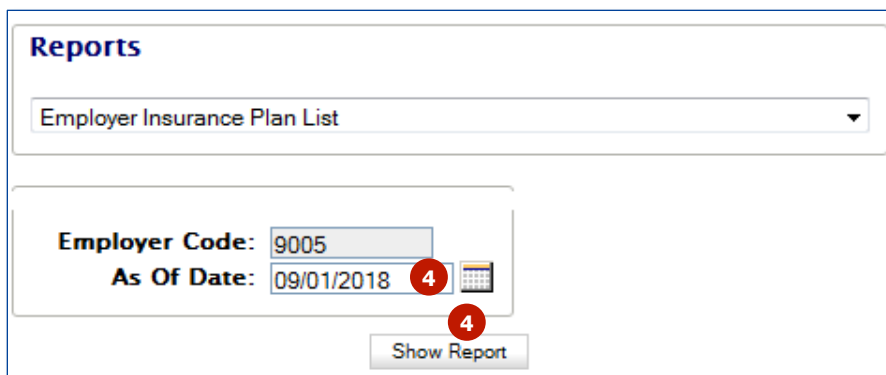 Reports
Employer Insurance Plan List
Employer Code: 9005
As Of Date: 09/01/2018 4
4
Show Report